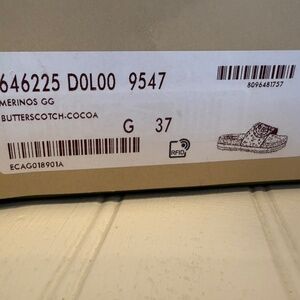 646225 D0L00 9547
8096481757
MERINOS GG
BUTTERSCOTCH-COCOA
G 37
RFID
ECAG018901A